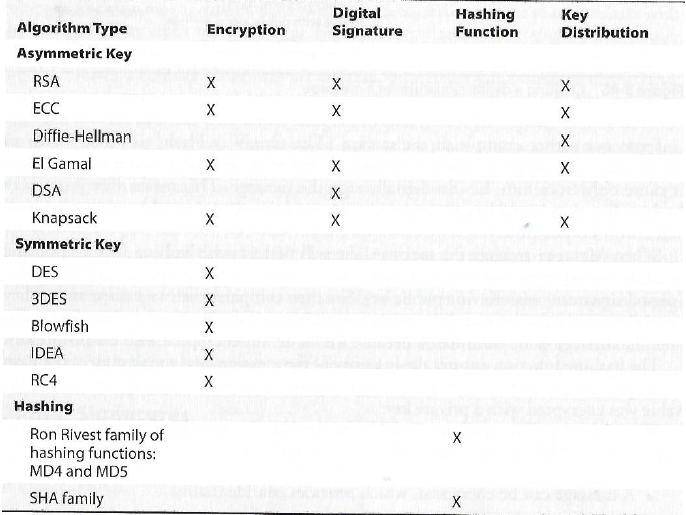 Algorithm Type Encryption Digital Signature Hashing Function Key Distribution
Asymmetric Key
RSA X X X
ECC X X X
Diffie-Hellman X
El Gamal X X X
DSA X
Knapsack X X X
Symmetric Key
DES X
3DES X
Blowfish X
IDEA X
RC4 X
Hashing
Ron Rivest family of X
hashing functions:
MD4 and MD5
SHA family X